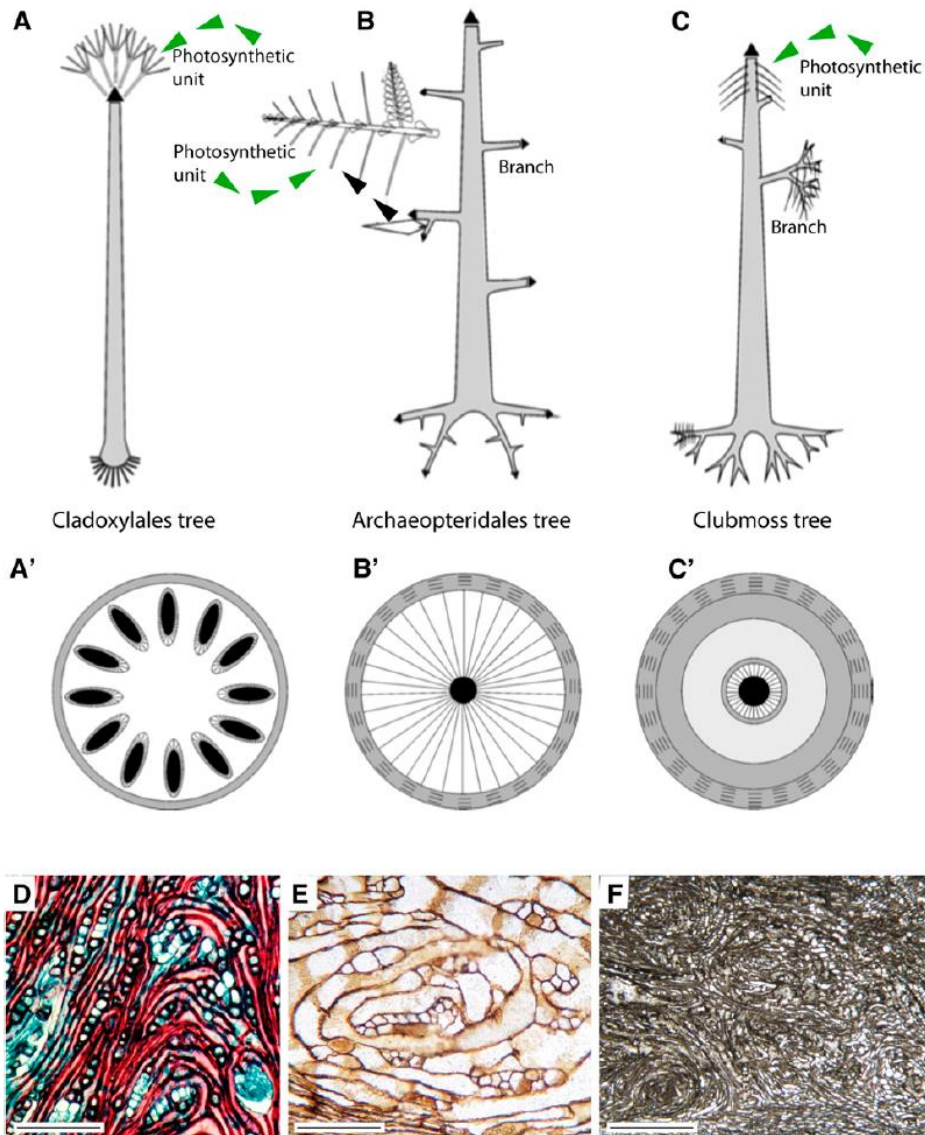 A
B
C
Photosynthetic
unit
Photosynthetic
unit
Photosynthetic
unit
Branch
Branch
Cladoxylales tree
Archaeopteridales tree
Clubmoss tree
A'
B'
C'
D
E
F